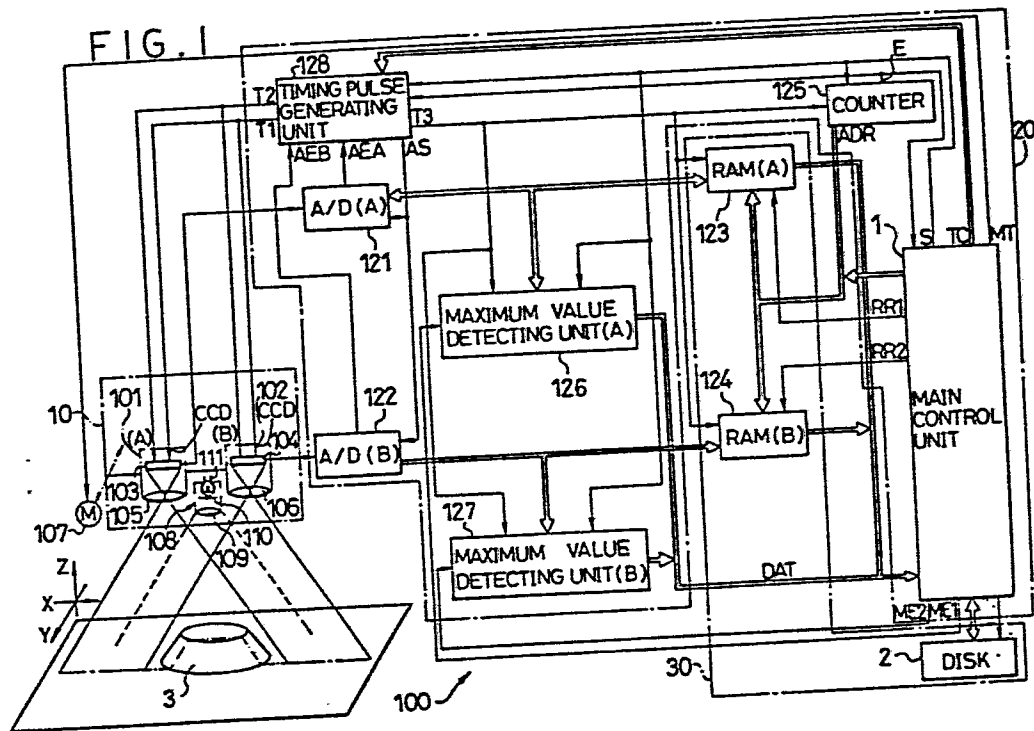 FIG. 1
128
TIMING PULSE
GENERATING
UNIT
T2
T1
T3
AEB
AEA
AS
E
125
COUNTER
ADR
20
A/D(A)
121
RAM(A)
123
1
S
TC
MT
RR1
RR2
MAXIMUM VALUE
DETECTING UNIT(A)
126
MAIN
CONTROL
UNIT
124
RAM(B)
10
101
(A)
CCD
(B)
102
CCD
104
111
122
A/D(B)
103
105
106
M
107
108
109
110
127
MAXIMUM VALUE
DETECTING UNIT(B)
DAT
Z
X
Y
ME2
ME1
3
100
30
2
DISK